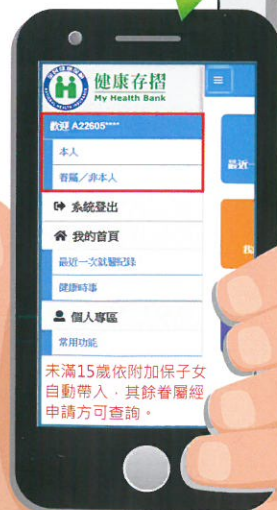 健康存摺
My Health Bank
歡迎 A22605****
本人
眷屬／非本人
系統登出
我的首頁
最近一次就醫紀錄
健康時事
個人專區
常用功能
未滿15歲依附加保子女
自動帶入，其餘眷屬經
申請方可查詢。
最近一